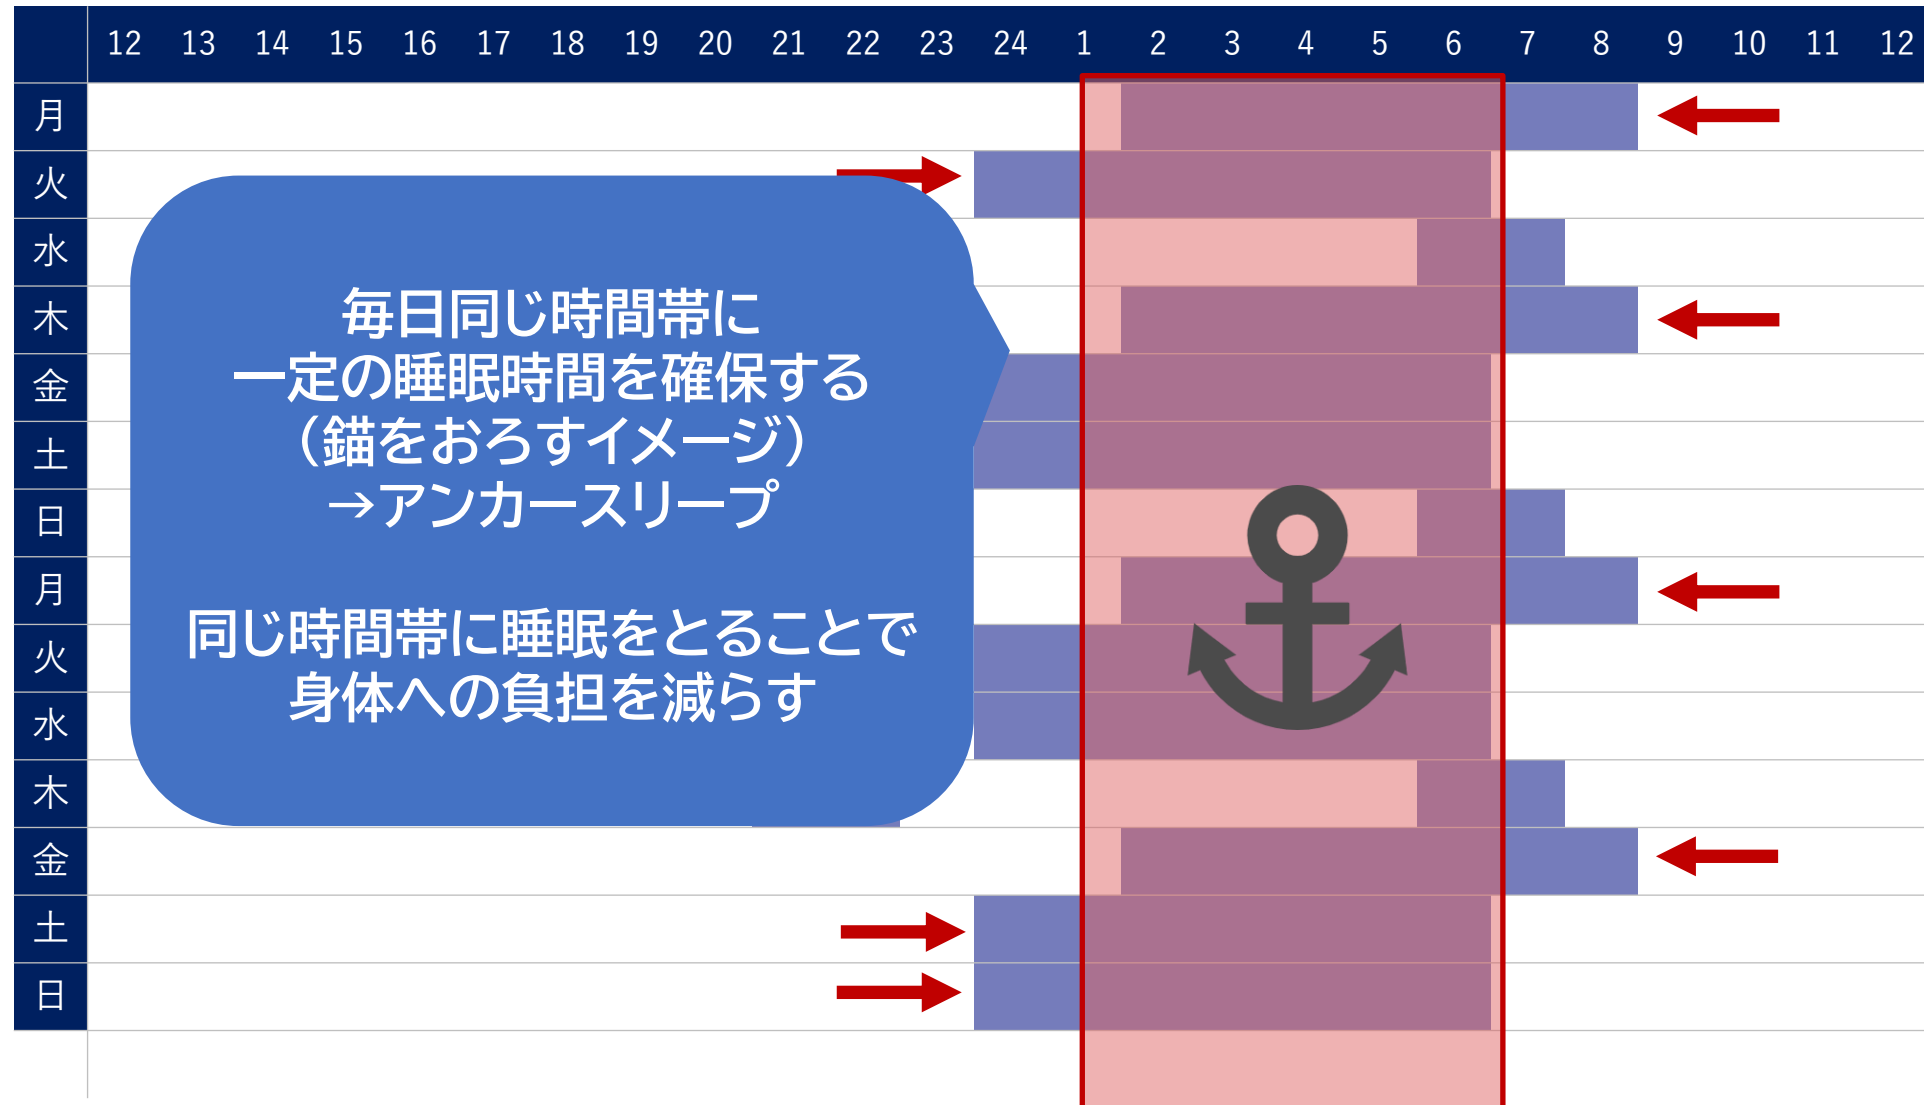 12 13 14 15 16 17 18 19 20 21 22 23 24 1 2 3 4 5 6 7 8 9 10 11 12
月
火
水
木
金
土
日
月
火
水
木
金
土
日
毎日同じ時間帯に
一定の睡眠時間を確保する
（錨をおろすイメージ）
→アンカースリープ
同じ時間帯に睡眠をとることで
身体への負担を減らす